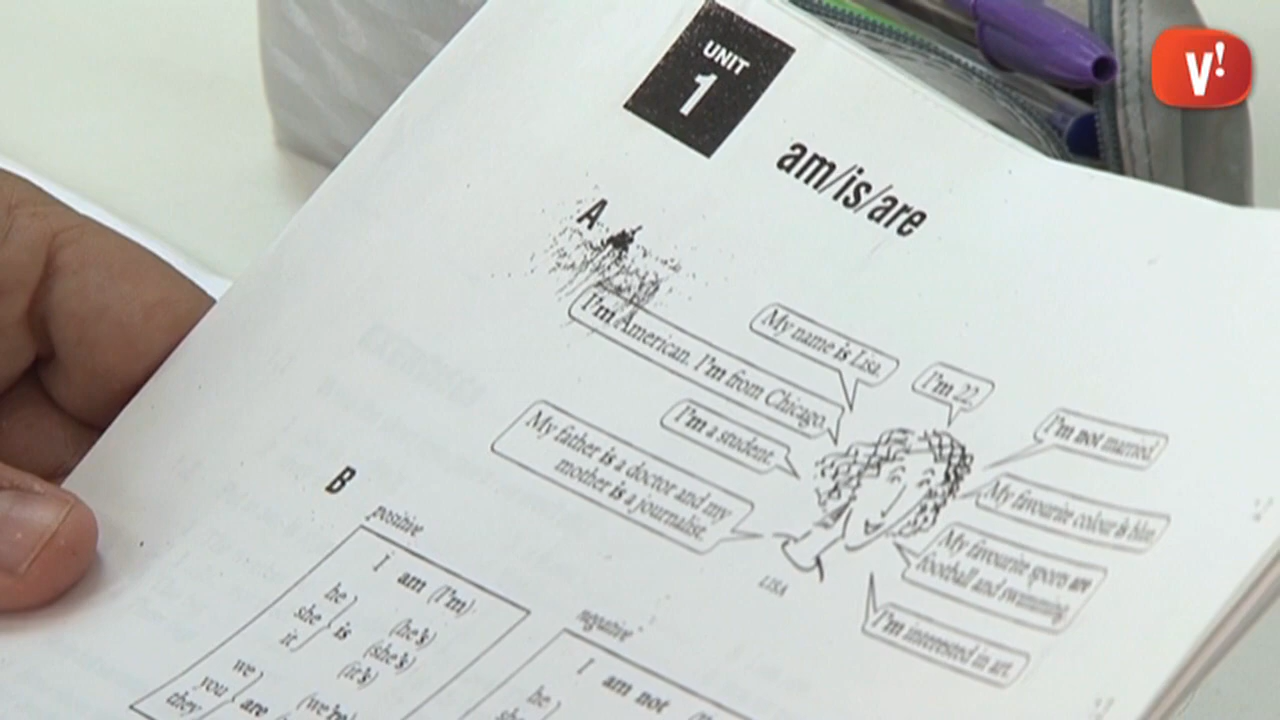 V!
UNIT
1
am/is/are
A
My name is Lisa.
I'm 22.
I'm American. I'm from Chicago.
I'm a student.
My father is a doctor and my
mother is a journalist.
I'm not married.
My favourite colour is blue.
My favourite sports are
football and swimming.
I'm interested in art.
LISA
B
positive
I am (I'm)
he
she is (he's)
it (she's)
(it's)
we
you are (we're)
they
negative
I am not
he